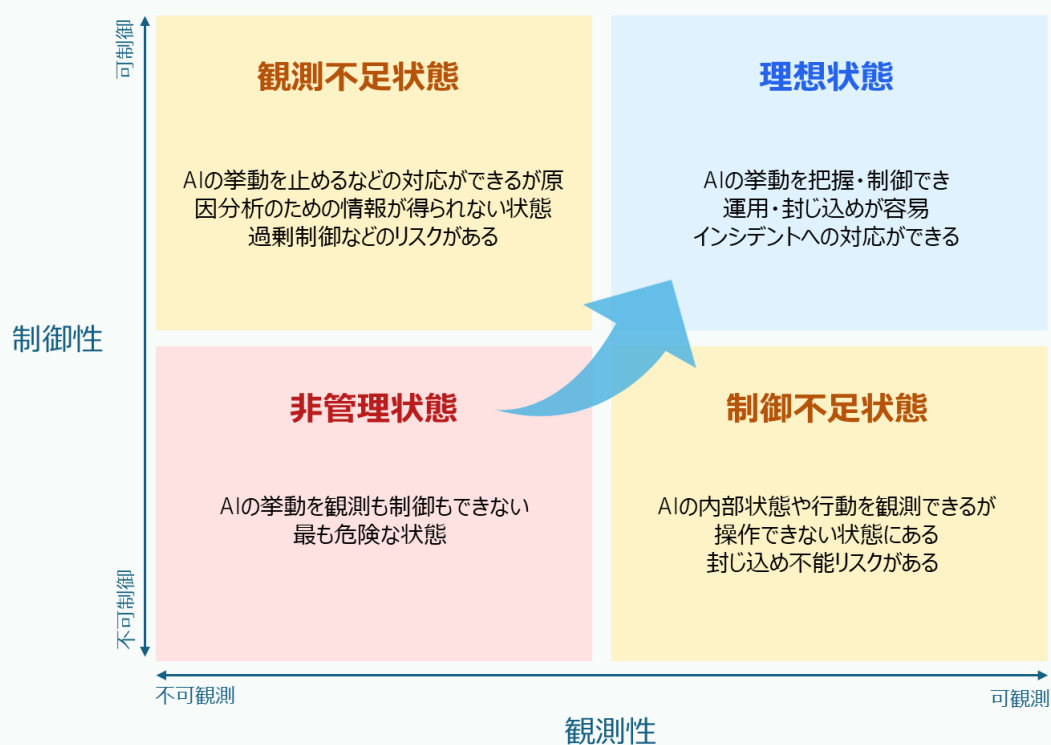 可制御
観測不足状態
AIの挙動を止めるなどの対応ができるが原
因分析のための情報が得られない状態
過剰制御などのリスクがある
理想状態
AIの挙動を把握・制御でき
運用・封じ込めが容易
インシデントへの対応ができる
制御性
非管理状態
AIの挙動を観測も制御もできない
最も危険な状態
制御不足状態
AIの内部状態や行動を観測できるが
操作できない状態にある
封じ込め不能リスクがある
不可制御
不可観測
可観測
観測性